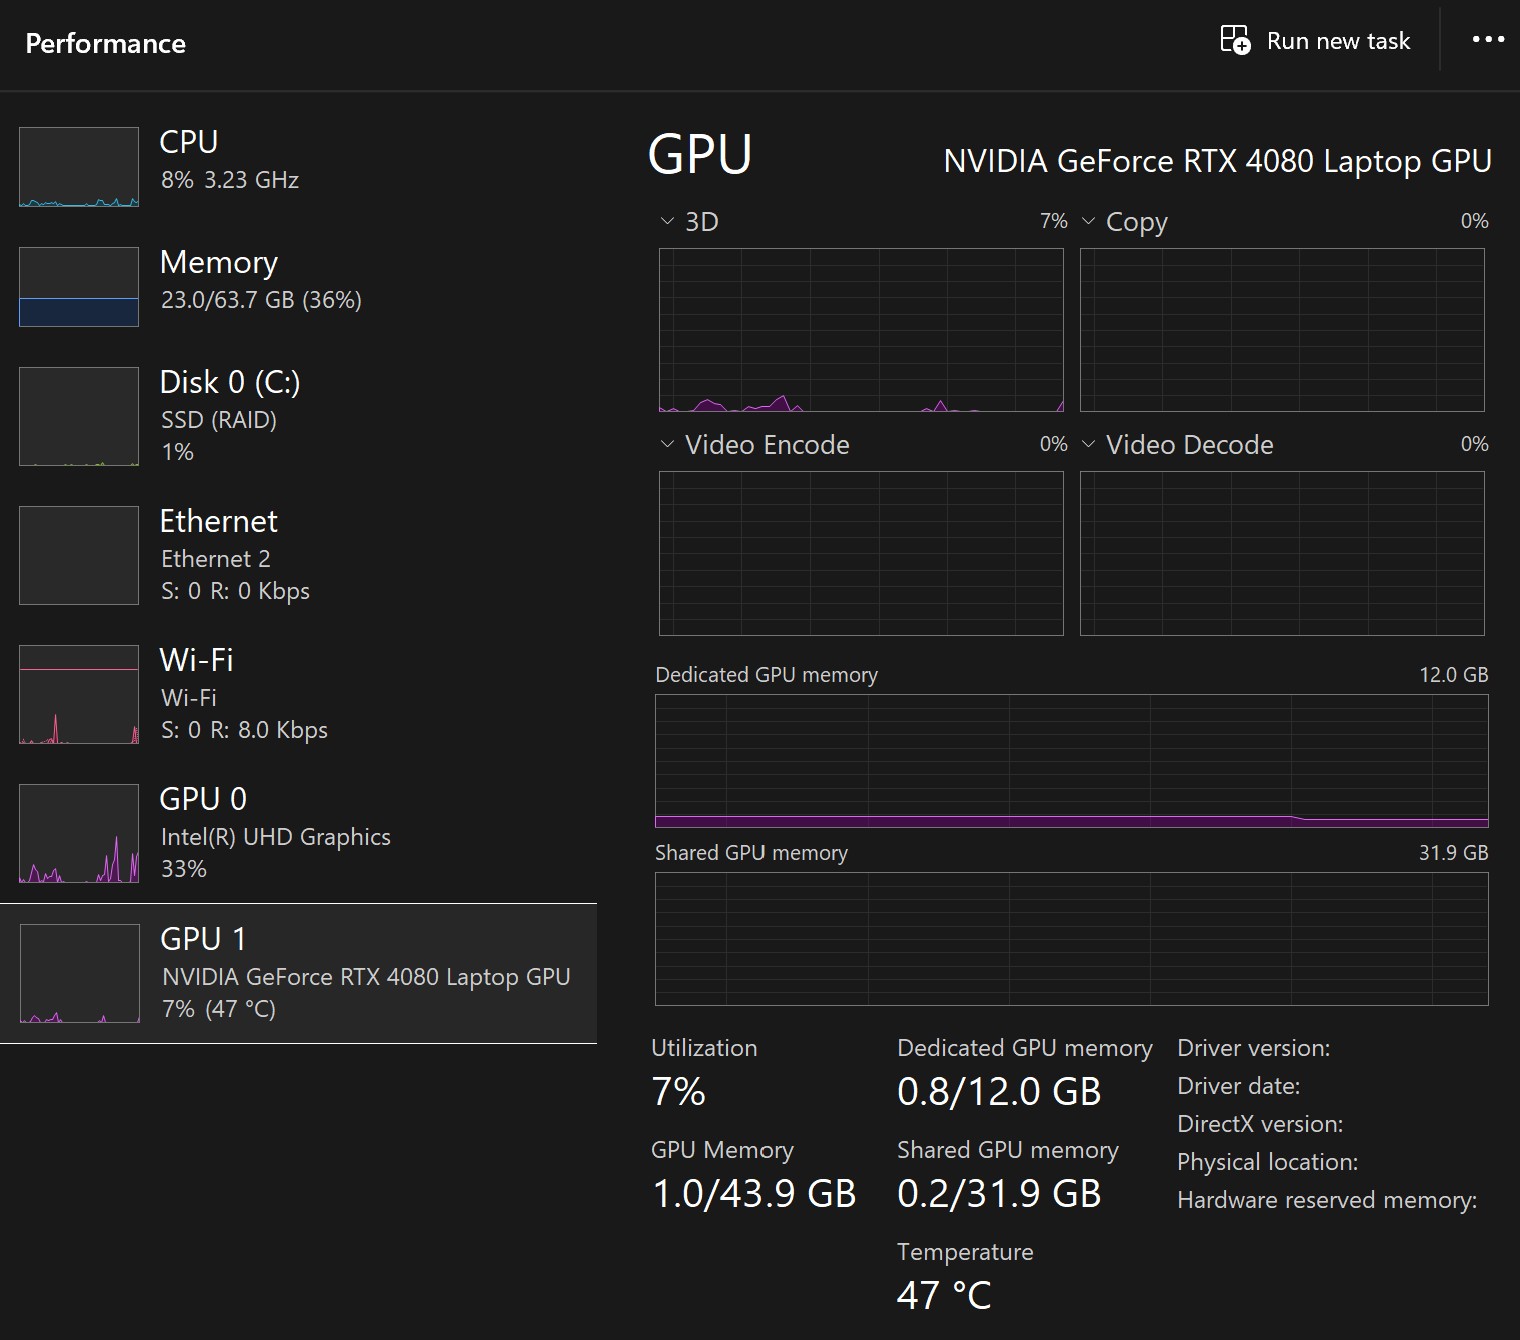 Performance
Run new task
CPU
8% 3.23 GHz
Memory
23.0/63.7 GB (36%)
Disk 0 (C:)
SSD (RAID)
1%
Ethernet
Ethernet 2
S: 0 R: 0 Kbps
Wi-Fi
Wi-Fi
S: 0 R: 8.0 Kbps
GPU 0
Intel(R) UHD Graphics
33%
GPU 1
NVIDIA GeForce RTX 4080 Laptop GPU
7% (47 °C)
GPU
NVIDIA GeForce RTX 4080 Laptop GPU
3D 7%
Copy 0%
Video Encode 0%
Video Decode 0%
Dedicated GPU memory 12.0 GB
Shared GPU memory 31.9 GB
Utilization
7%
Dedicated GPU memory
0.8/12.0 GB
GPU Memory
1.0/43.9 GB
Shared GPU memory
0.2/31.9 GB
Temperature
47 °C
Driver version:
Driver date:
DirectX version:
Physical location:
Hardware reserved memory: